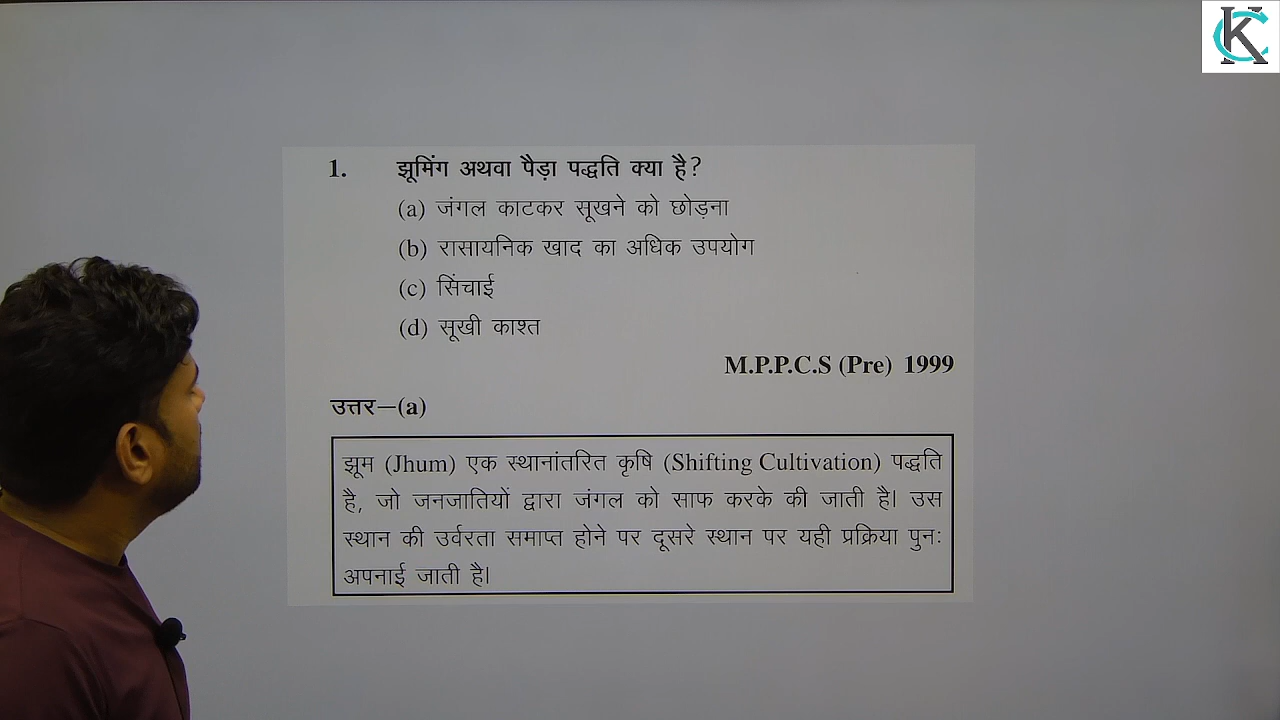 KC
1. झूमिंग अथवा पैड़ा पद्धति क्या है?
(a) जंगल काटकर सूखने को छोड़ना
(b) रासायनिक खाद का अधिक उपयोग
(c) सिंचाई
(d) सूखी काश्त
M.P.P.C.S (Pre) 1999
उत्तर–(a)
झूम (Jhum) एक स्थानांतरित कृषि (Shifting Cultivation) पद्धति
है, जो जनजातियों द्वारा जंगल को साफ करके की जाती है। उस
स्थान की उर्वरता समाप्त होने पर दूसरे स्थान पर यही प्रक्रिया पुनः
अपनाई जाती है।